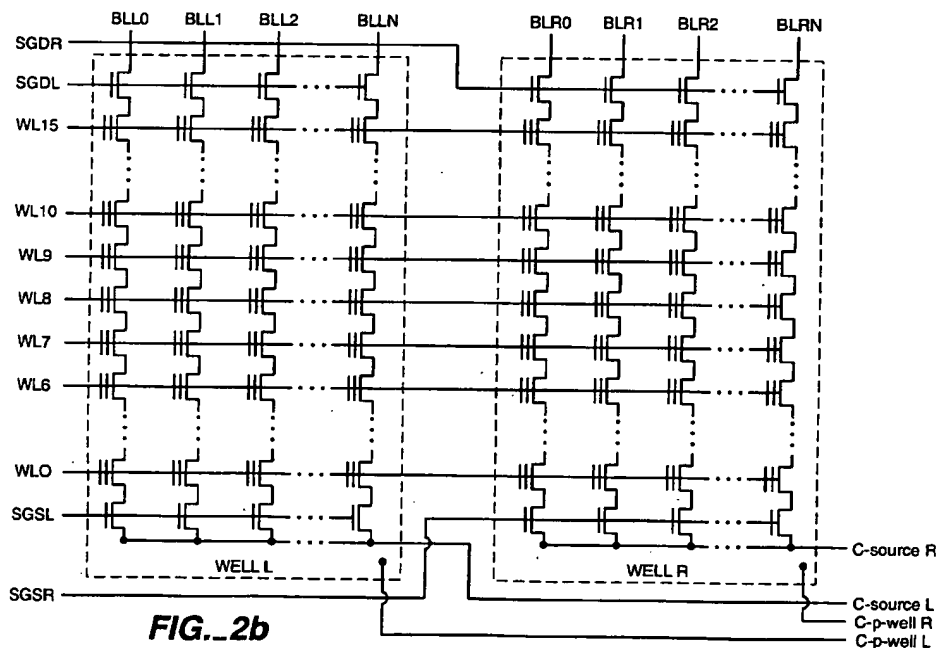 BLL0 BLL1 BLL2 BLLN BLR0 BLR1 BLR2 BLRN
SGDR
SGDL
WL15
WL10
WL9
WL8
WL7
WL6
WL0
SGSL
WELL L WELL R
C-source R
SGSR
C-source L
C-p-well R
C-p-well L
FIG._2b